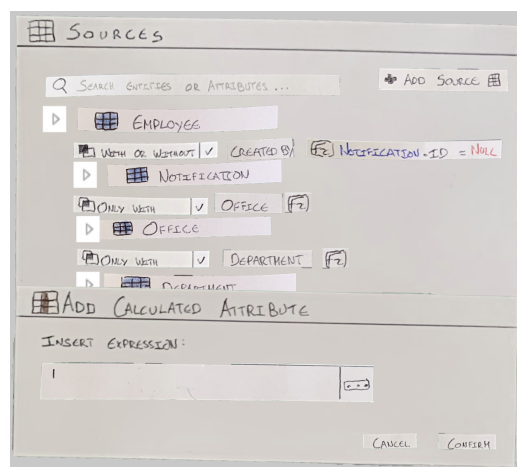 SOURCES
SEARCH ENTITIES OR ATTRIBUTES ...
+ ADD SOURCE
EMPLOYEE
WITH OR WITHOUT CREATED BY Notification.ID = NULL
NOTIFICATION
ONLY WITH OFFICE
OFFICE
ONLY WITH DEPARTMENT
DEPARTMENT
ADD CALCULATED ATTRIBUTE
INSERT EXPRESSION:
...
CANCEL CONFIRM